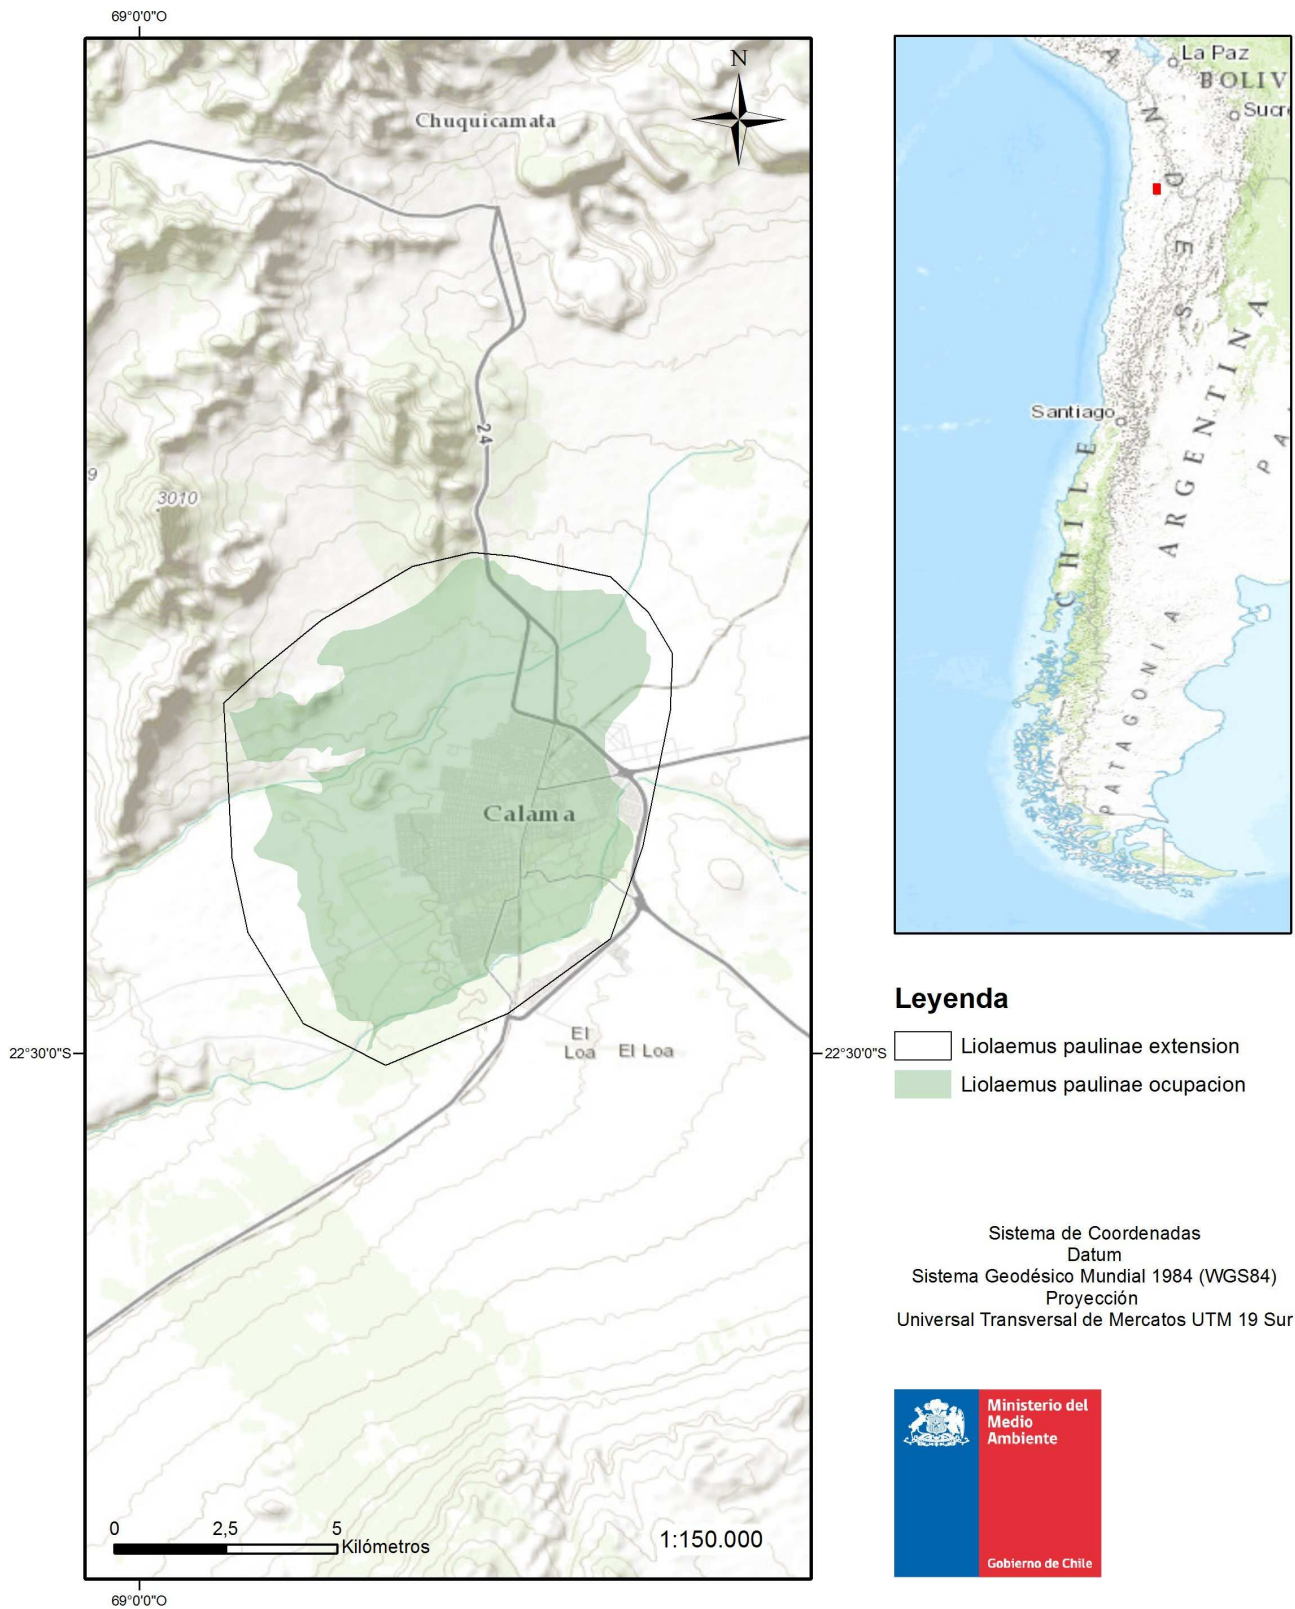 69°0'0"O
N
Chuquicamata
24
9
3010
Calama
El
Loa
El Loa
22°30'0"S
22°30'0"S
0
2,5
5
Kilómetros
1:150.000
69°0'0"O
La Paz
BOLIV
Sucr
ANDES
Santiago
CHILE
ARGENTINA
PATAGONIA
PA
Leyenda
Liolaemus paulinae extension
Liolaemus paulinae ocupacion
Sistema de Coordenadas
Datum
Sistema Geodésico Mundial 1984 (WGS84)
Proyección
Universal Transversal de Mercatos UTM 19 Sur
Ministerio del
Medio
Ambiente
Gobierno de Chile